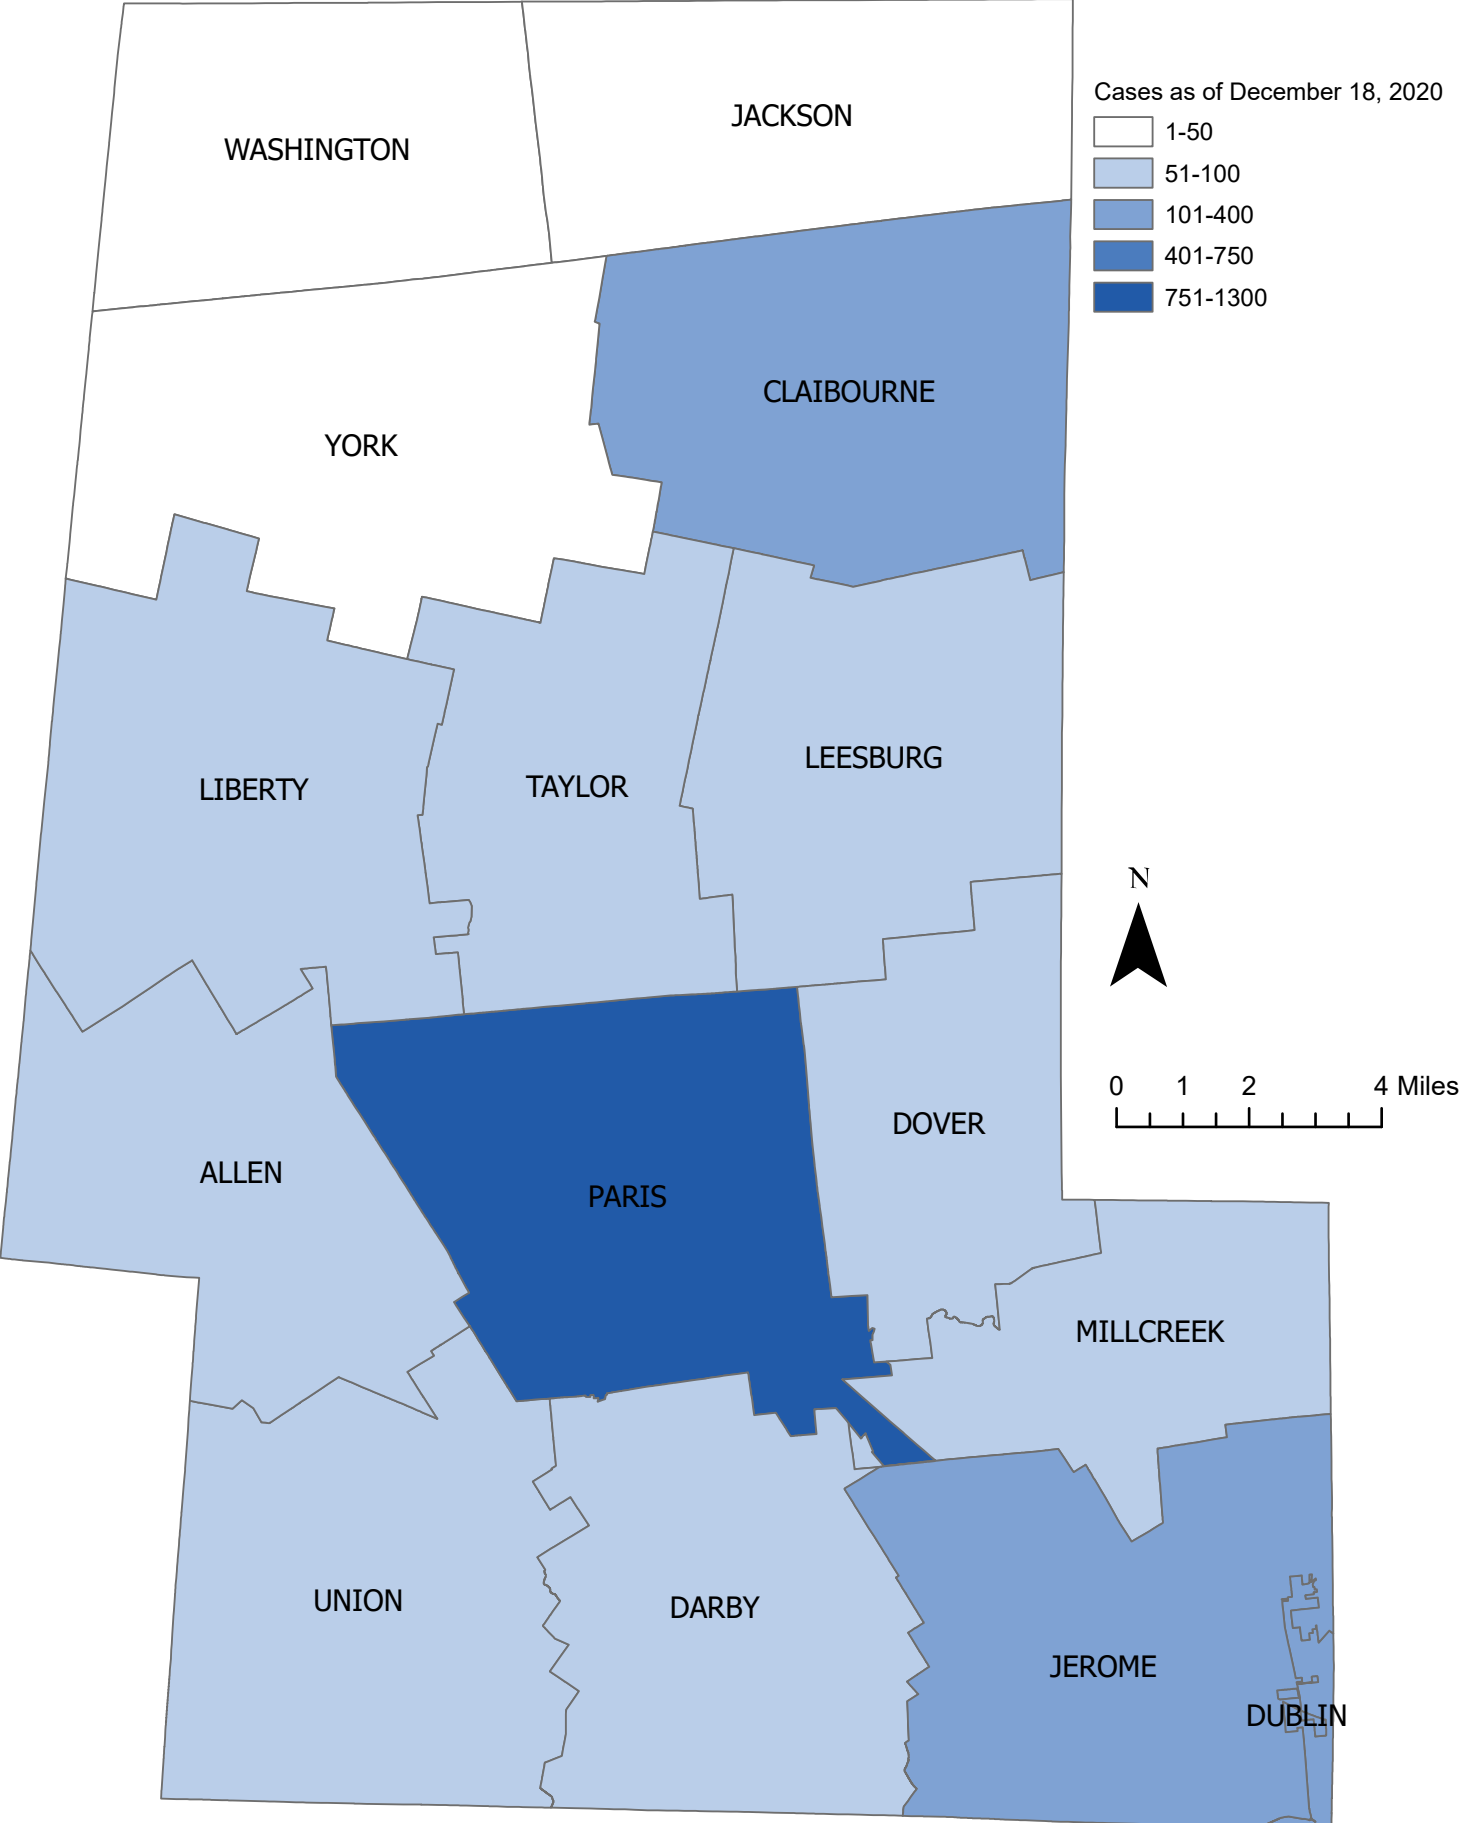 Cases as of December 18, 2020
1-50
51-100
101-400
401-750
751-1300
JACKSON
WASHINGTON
CLAIBOURNE
YORK
LEESBURG
TAYLOR
LIBERTY
N
0 1 2 4 Miles
DOVER
ALLEN
PARIS
MILLCREEK
UNION
DARBY
JEROME
DUBLIN